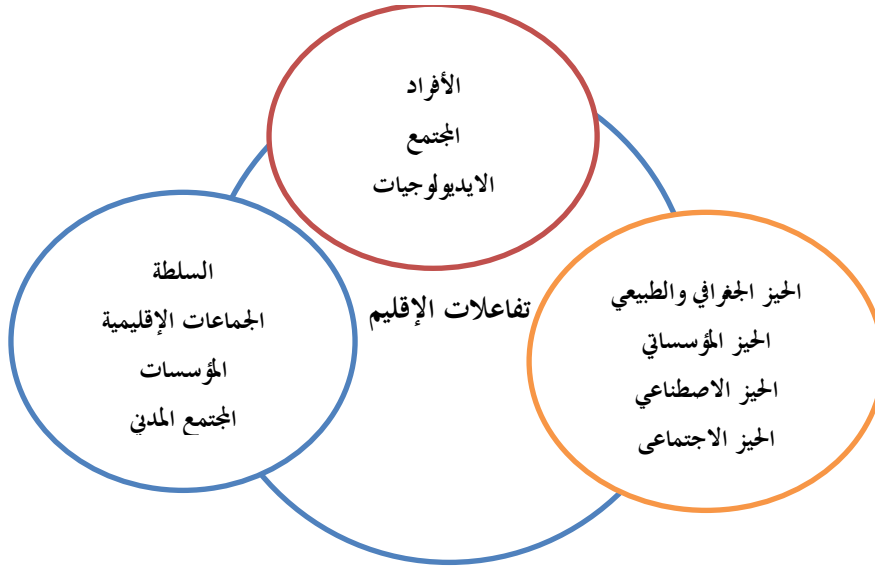 الأفراد
المجتمع
الايديولوجيات
الحيز الجغرافي والطبيعي
الحيز المؤسساتي
الحيز الاصطناعي
الحيز الاجتماعى
تفاعلات الإقليم
السلطة
الجماعات الإقليمية
المؤسسات
المجتمع المدني